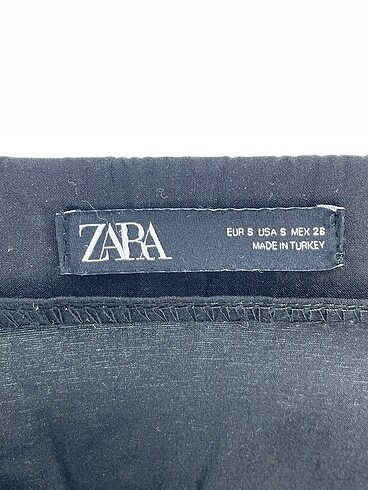 ZARA
EUR S USA S MEX 26
MADE IN TURKEY